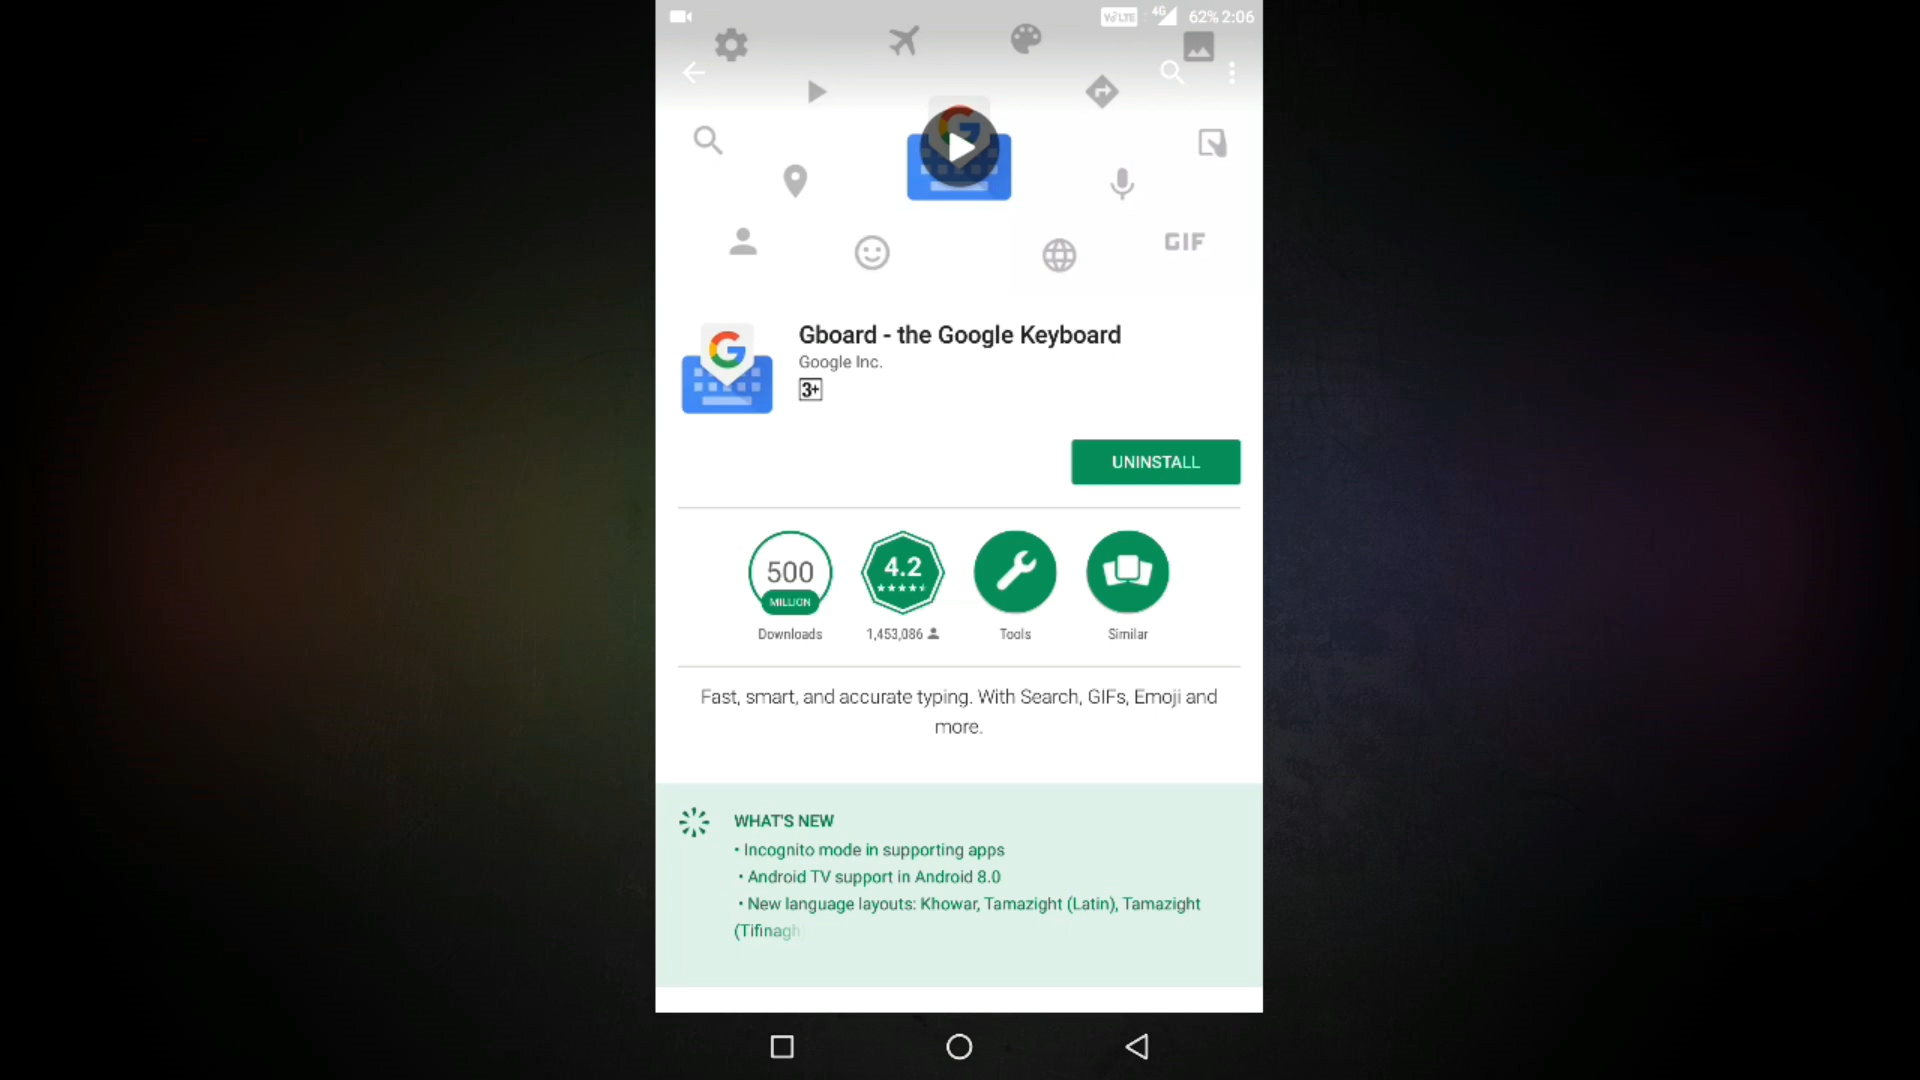 VoLTE 4G 62% 2:06
GIF
Gboard - the Google Keyboard
Google Inc.
3+
UNINSTALL
500 4.2
MILLION
Downloads 1,453,086 Tools Similar
Fast, smart, and accurate typing. With Search, GIFs, Emoji and
more.
WHAT'S NEW
• Incognito mode in supporting apps
• Android TV support in Android 8.0
• New language layouts: Khowar, Tamazight (Latin), Tamazight
(Tifinagh